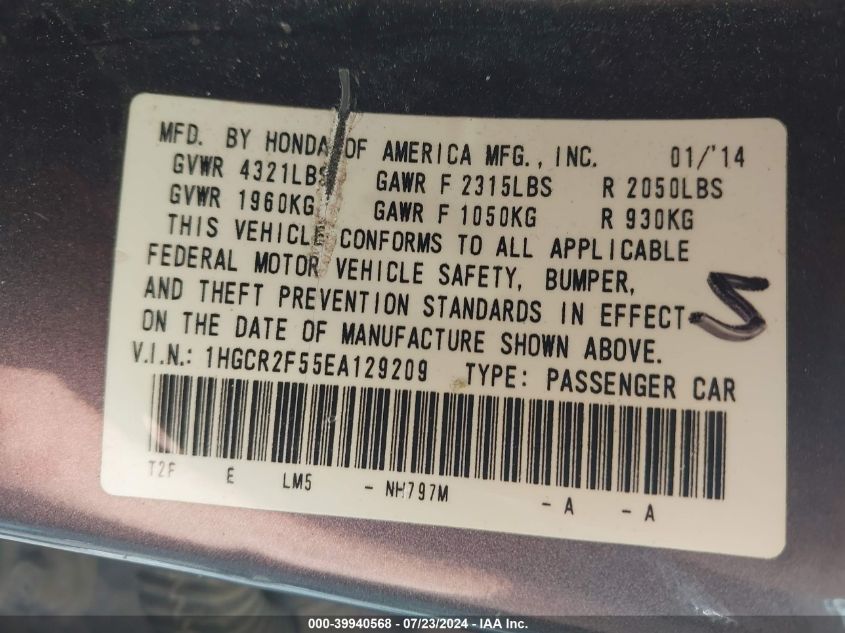 MFD. BY HONDA OF AMERICA MFG., INC. 01/'14
GVWR 4321LBS GAWR F 2315LBS R 2050LBS
GVWR 1960KG GAWR F 1050KG R 930KG
THIS VEHICLE CONFORMS TO ALL APPLICABLE
FEDERAL MOTOR VEHICLE SAFETY, BUMPER,
AND THEFT PREVENTION STANDARDS IN EFFECT
ON THE DATE OF MANUFACTURE SHOWN ABOVE.
V.I.N.: 1HGCR2F55EA129209 TYPE: PASSENGER CAR
T2F E LM5 - NH797M - A - A
000-39940568 / 07/23/2024 - IAA Inc.